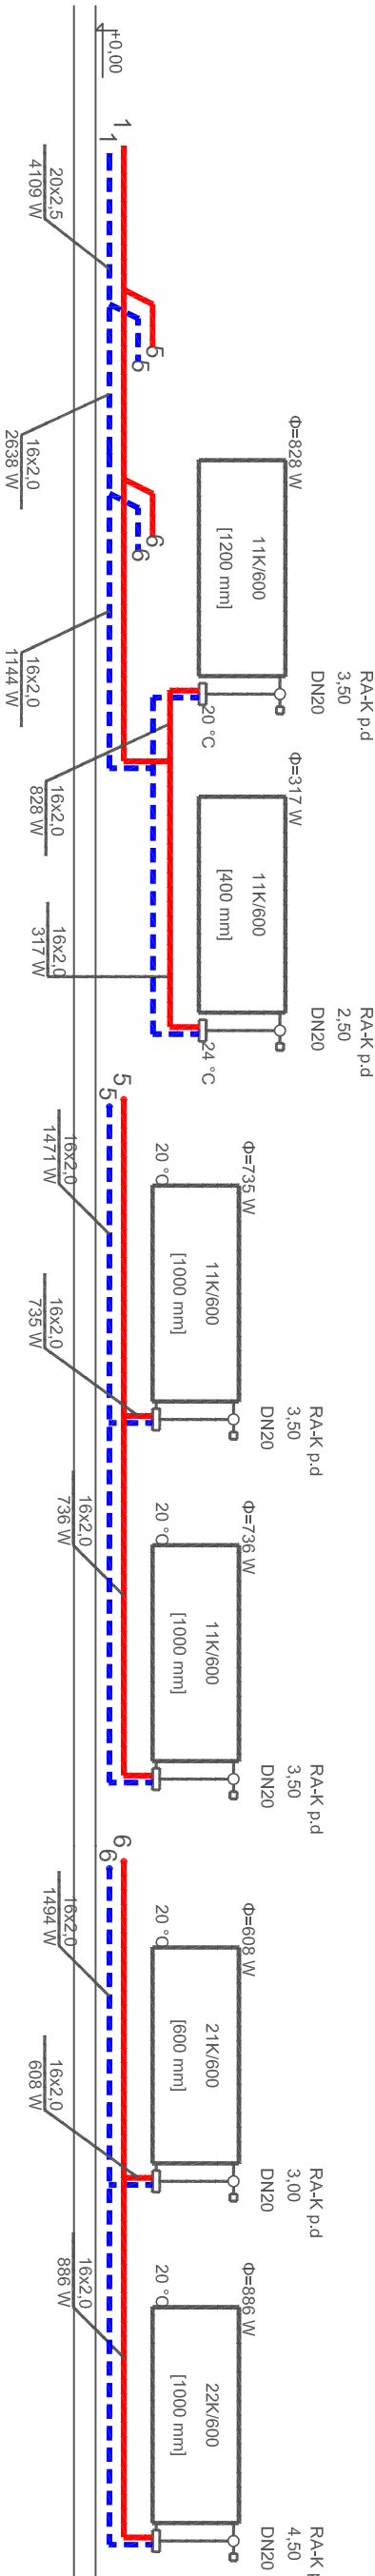 +0,00
1
1
20x2,5
4109 W
5
5
16x2,0
2638 W
6
6
16x2,0
1144 W
Φ=828 W
11K/600
[1200 mm]
RA-K p.d
3,50
DN20
20 °C
16x2,0
828 W
Φ=317 W
11K/600
[400 mm]
RA-K p.d
2,50
DN20
24 °C
16x2,0
317 W
5
5
16x2,0
1471 W
Φ=735 W
20 °C
11K/600
[1000 mm]
RA-K p.d
3,50
DN20
16x2,0
735 W
Φ=736 W
20 °C
11K/600
[1000 mm]
RA-K p.d
3,50
DN20
16x2,0
736 W
6
6
16x2,0
1494 W
Φ=608 W
20 °C
21K/600
[600 mm]
RA-K p.d
3,00
DN20
16x2,0
608 W
Φ=886 W
20 °C
22K/600
[1000 mm]
RA-K
4,50
DN20
16x2,0
886 W